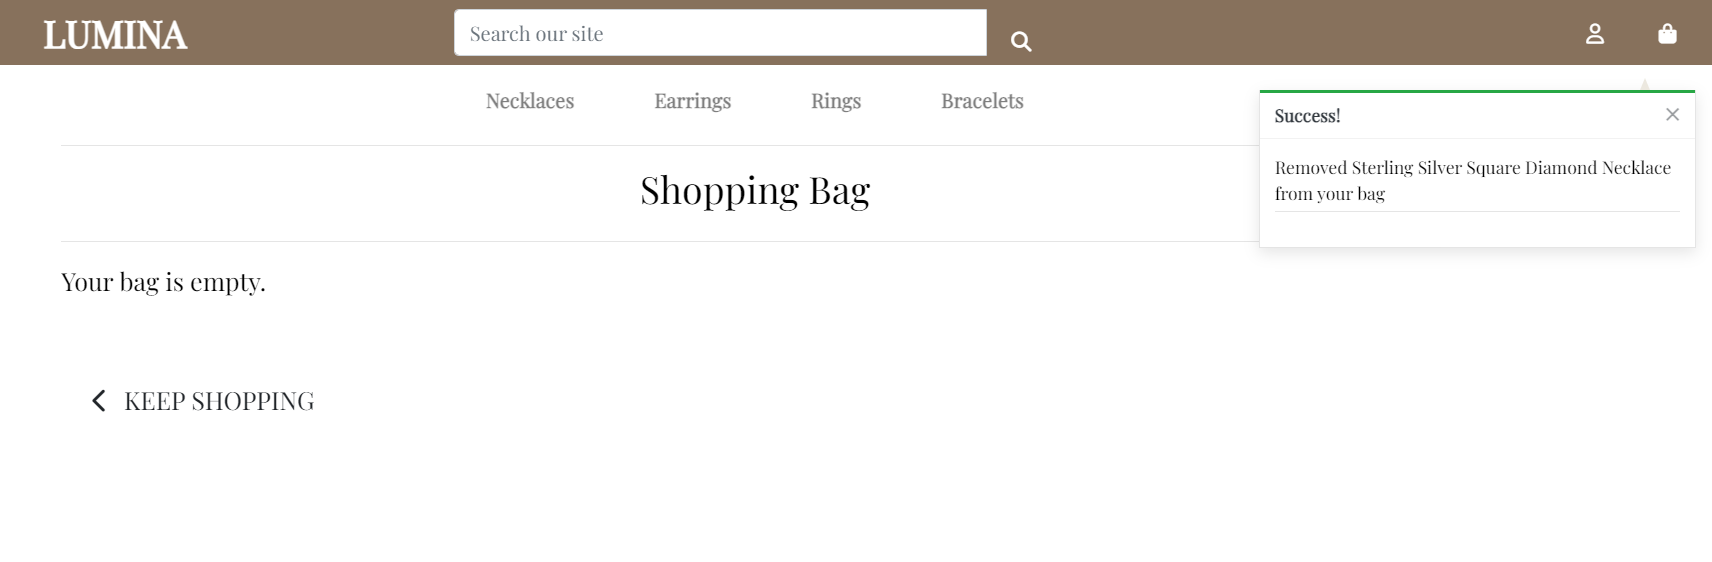 LUMINA
Search our site
Necklaces Earrings Rings Bracelets
Success!
Removed Sterling Silver Square Diamond Necklace
from your bag
Shopping Bag
Your bag is empty.
KEEP SHOPPING